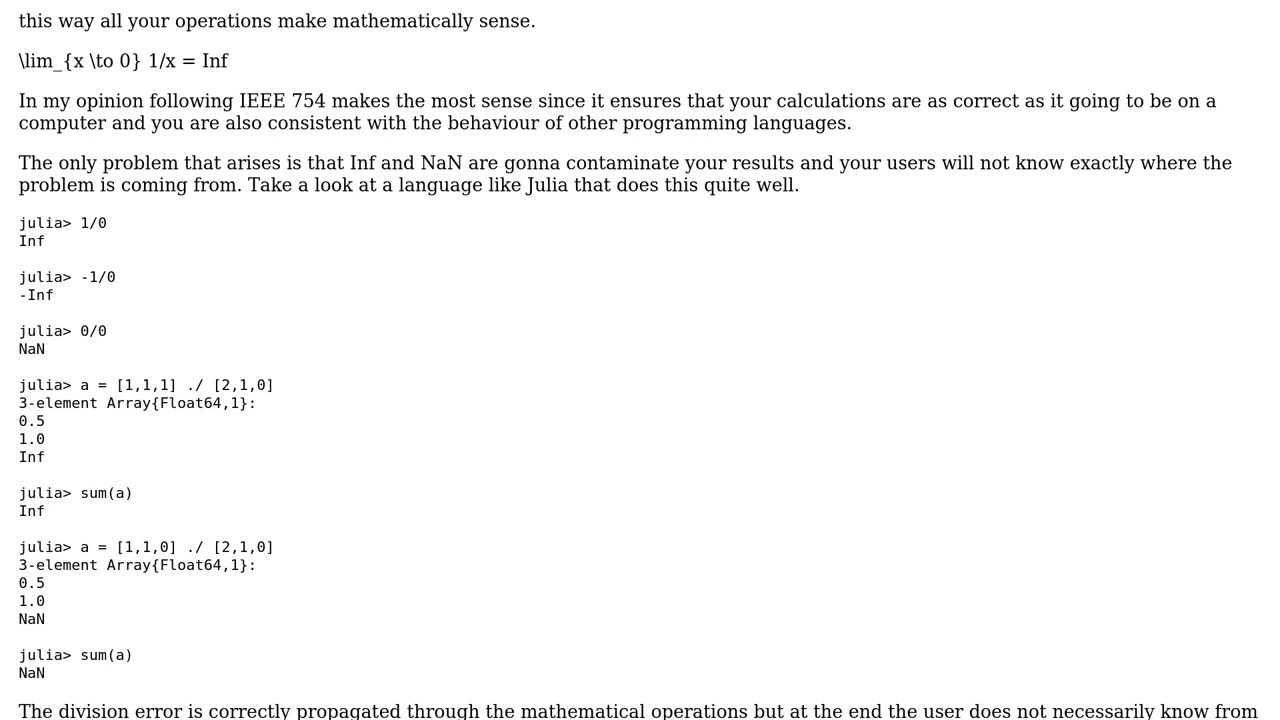 this way all your operations make mathematically sense.
\lim_{x \to 0} 1/x = Inf
In my opinion following IEEE 754 makes the most sense since it ensures that your calculations are as correct as it going to be on a
computer and you are also consistent with the behaviour of other programming languages.
The only problem that arises is that Inf and NaN are gonna contaminate your results and your users will not know exactly where the
problem is coming from. Take a look at a language like Julia that does this quite well.
julia> 1/0
Inf
julia> -1/0
-Inf
julia> 0/0
NaN
julia> a = [1,1,1] ./ [2,1,0]
3-element Array{Float64,1}:
0.5
1.0
Inf
julia> sum(a)
Inf
julia> a = [1,1,0] ./ [2,1,0]
3-element Array{Float64,1}:
0.5
1.0
NaN
julia> sum(a)
NaN
The division error is correctly propagated through the mathematical operations but at the end the user does not necessarily know from